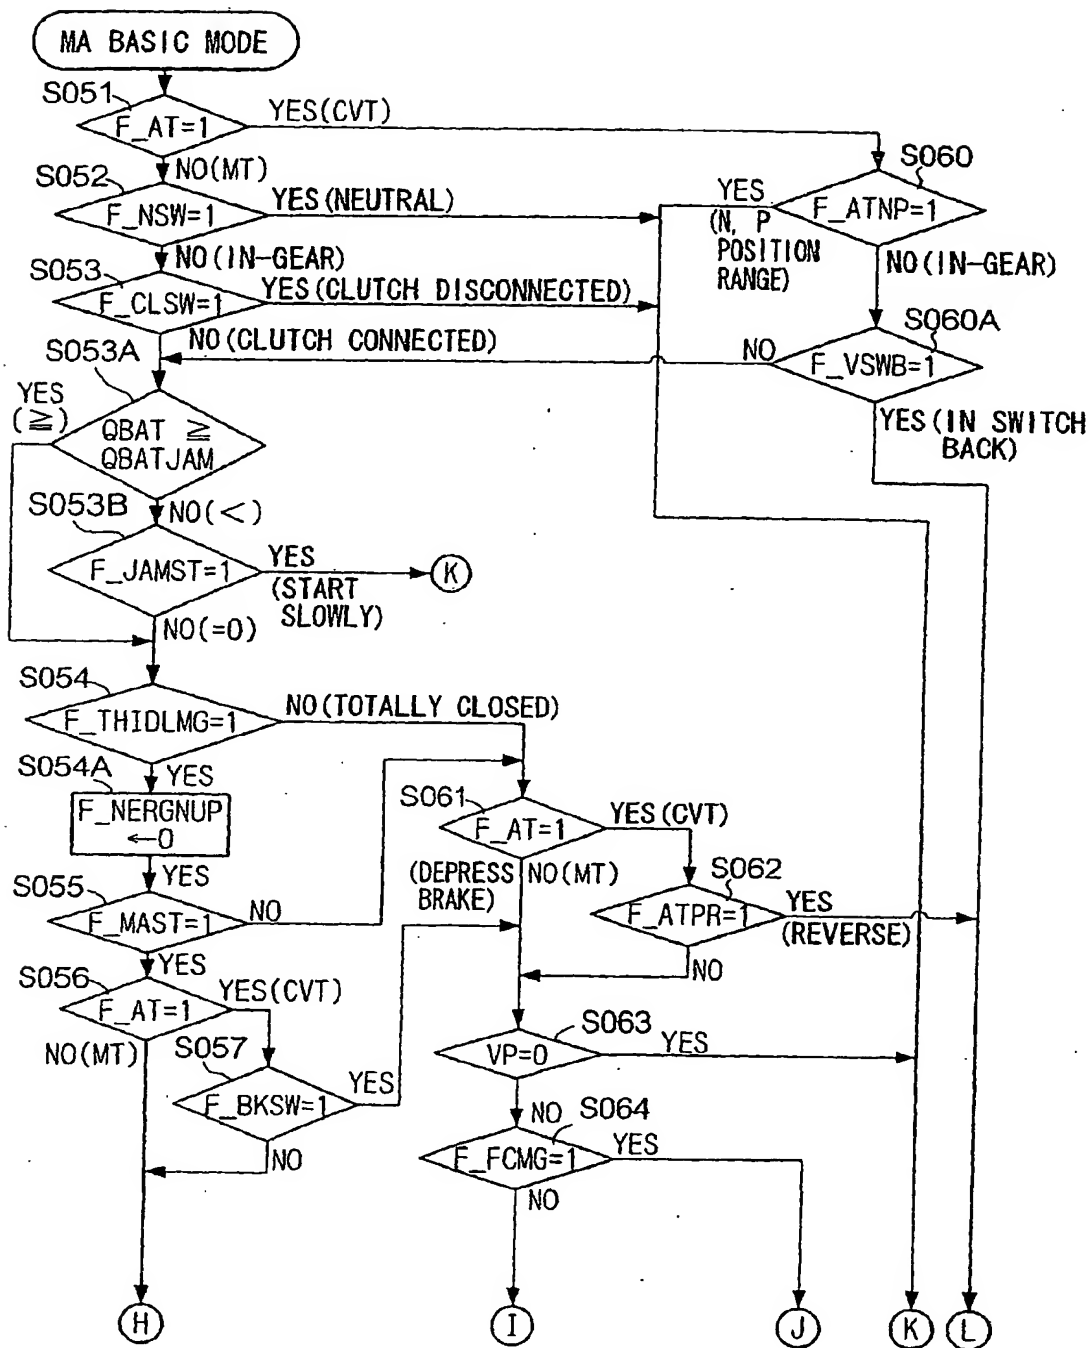 MA BASIC MODE
S051
F_AT=1
YES(CVT)
NO(MT)
S052
F_NSW=1
YES(NEUTRAL)
NO(IN-GEAR)
S053
F_CLSW=1
YES(CLUTCH DISCONNECTED)
NO(CLUTCH CONNECTED)
S060
F_ATNP=1
YES
(N, P
POSITION
RANGE)
NO(IN-GEAR)
S060A
F_VSWB=1
NO
YES(IN SWITCH
BACK)
S053A
YES
(≧)
QBAT ≧
QBATJAM
NO(<)
S053B
F_JAMST=1
YES
(START
SLOWLY)
K
NO(=0)
S054
F_THIDLMG=1
NO(TOTALLY CLOSED)
YES
S054A
F_NERGNUP
←0
YES
S055
F_MAST=1
NO
YES
S056
F_AT=1
YES(CVT)
NO(MT)
S057
F_BKSW=1
YES
NO
S061
F_AT=1
YES(CVT)
(DEPRESS
BRAKE)
NO(MT)
S062
F_ATPR=1
YES
(REVERSE)
NO
S063
VP=0
YES
NO
S064
F_FCMG=1
YES
NO
H
I
J
K
L